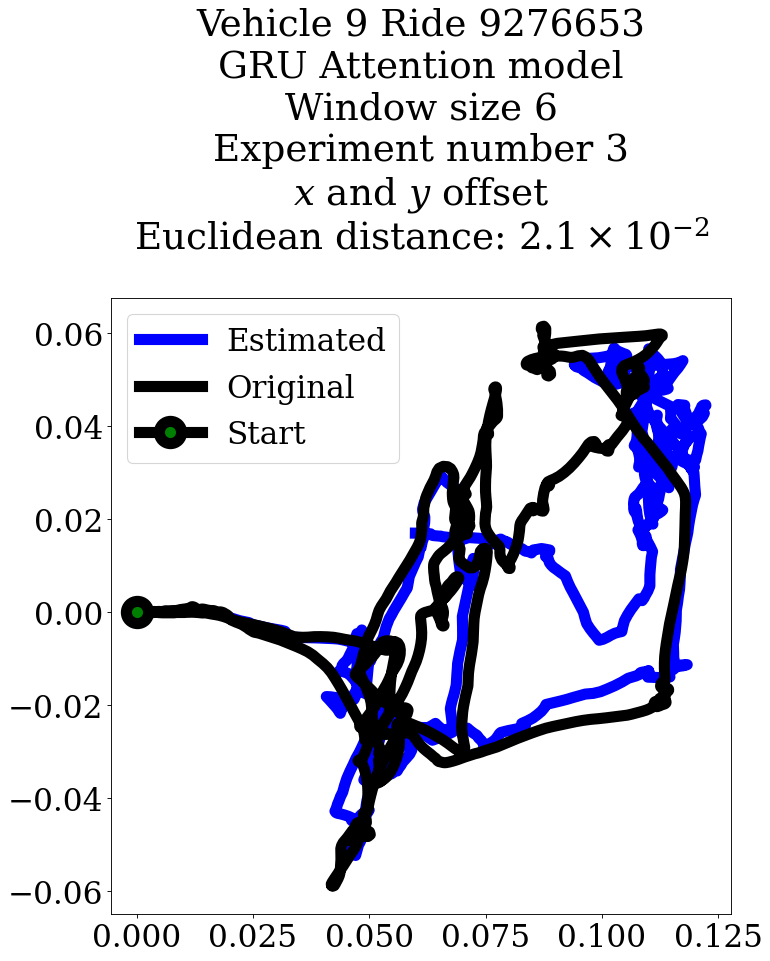 Vehicle 9 Ride 9276653
GRU Attention model
Window size 6
Experiment number 3
x and y offset
Euclidean distance: 2.1 × 10⁻²
Estimated
Original
Start
0.06
0.04
0.02
0.00
−0.02
−0.04
−0.06
0.000 0.025 0.050 0.075 0.100 0.125